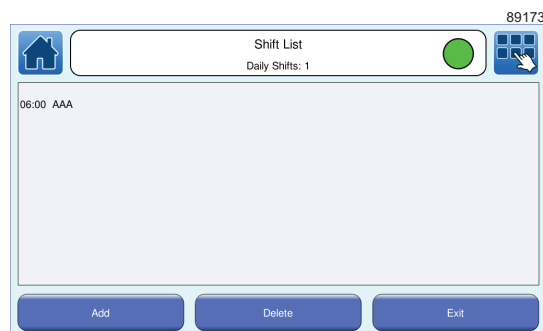 89173
Shift List
Daily Shifts: 1
06:00 AAA
Add
Delete
Exit